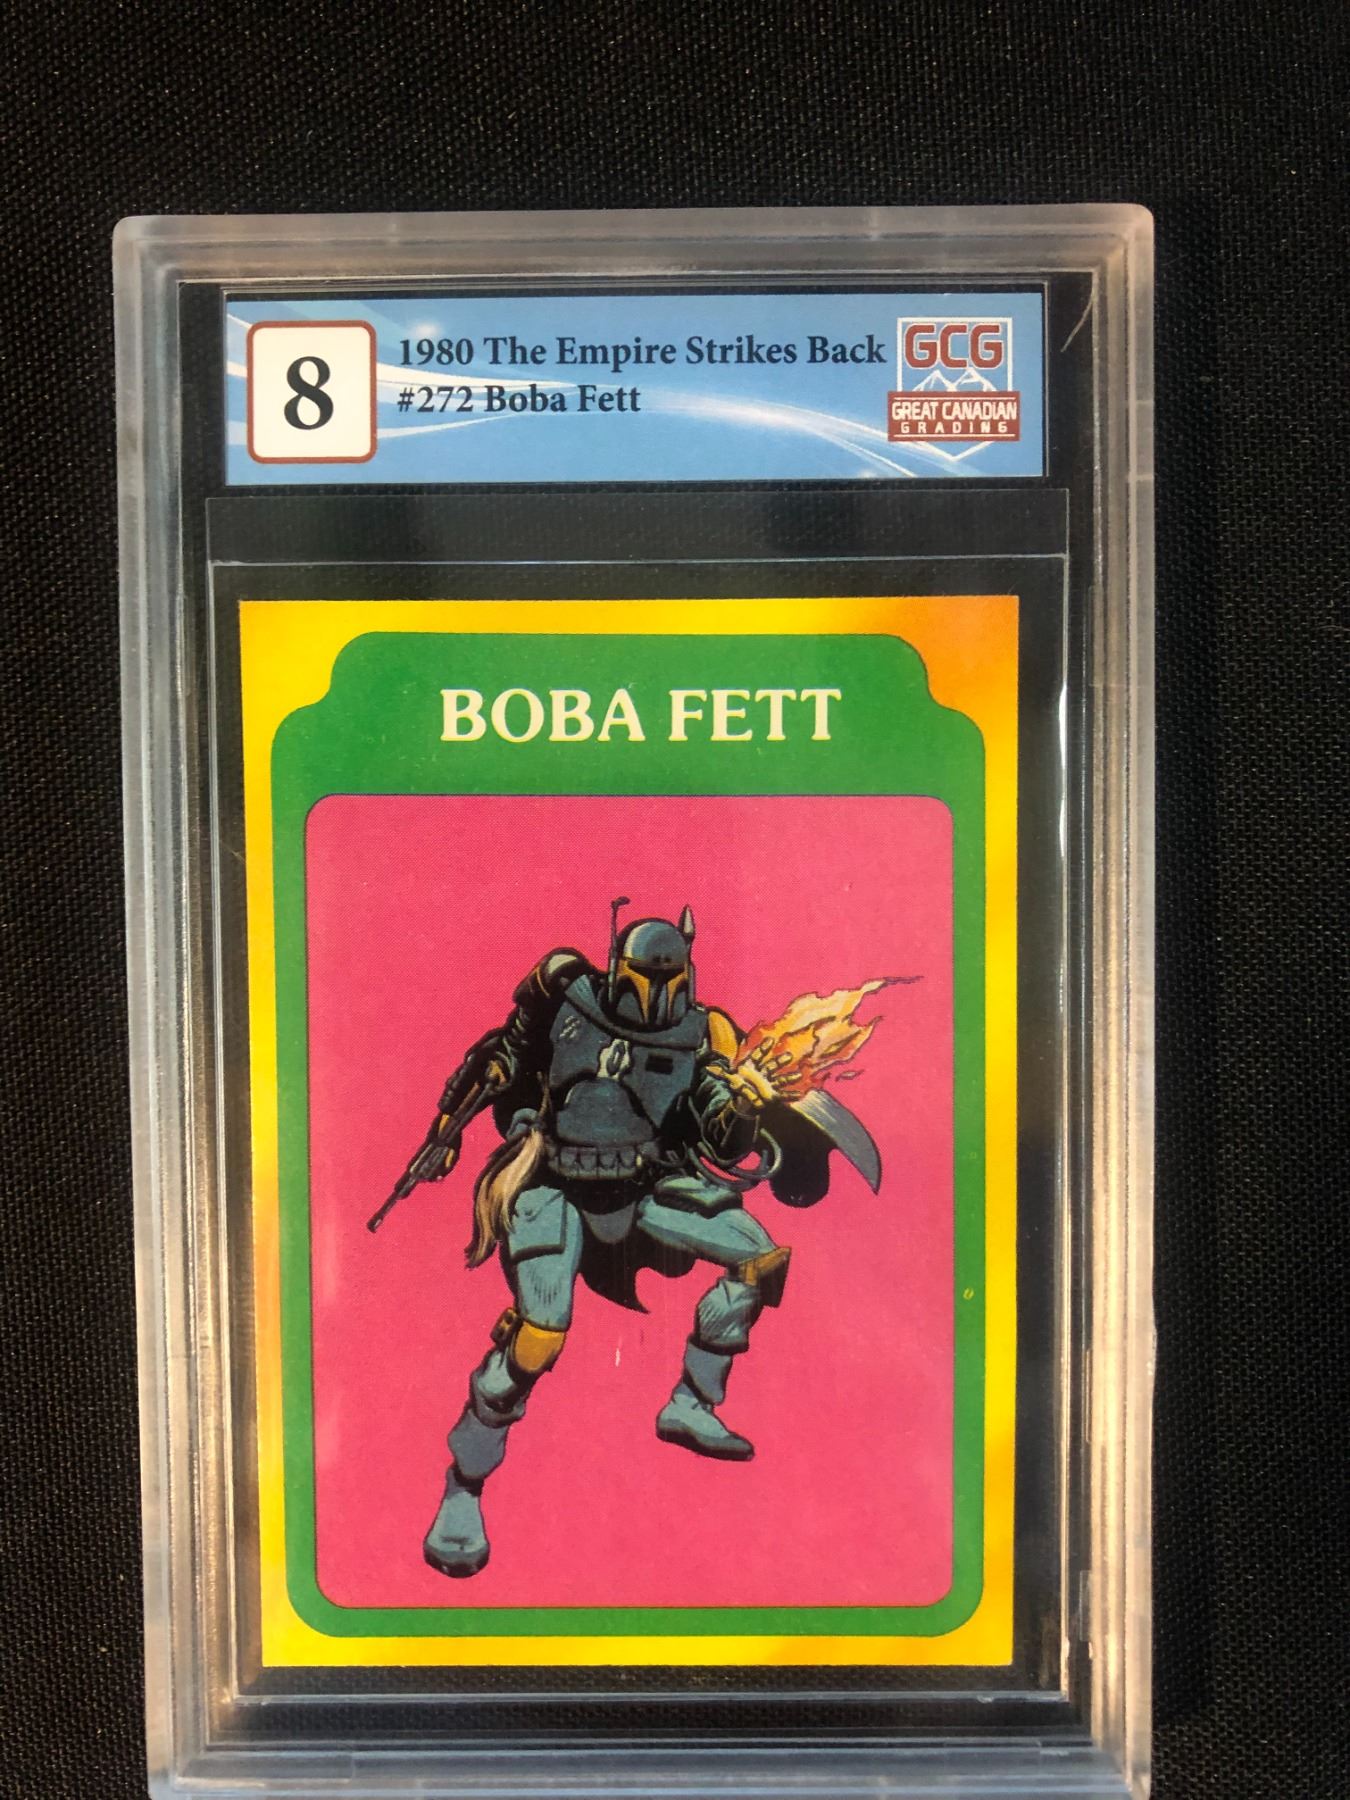 8
1980 The Empire Strikes Back
#272 Boba Fett
GCG
GREAT CANADIAN
GRADING
BOBA FETT